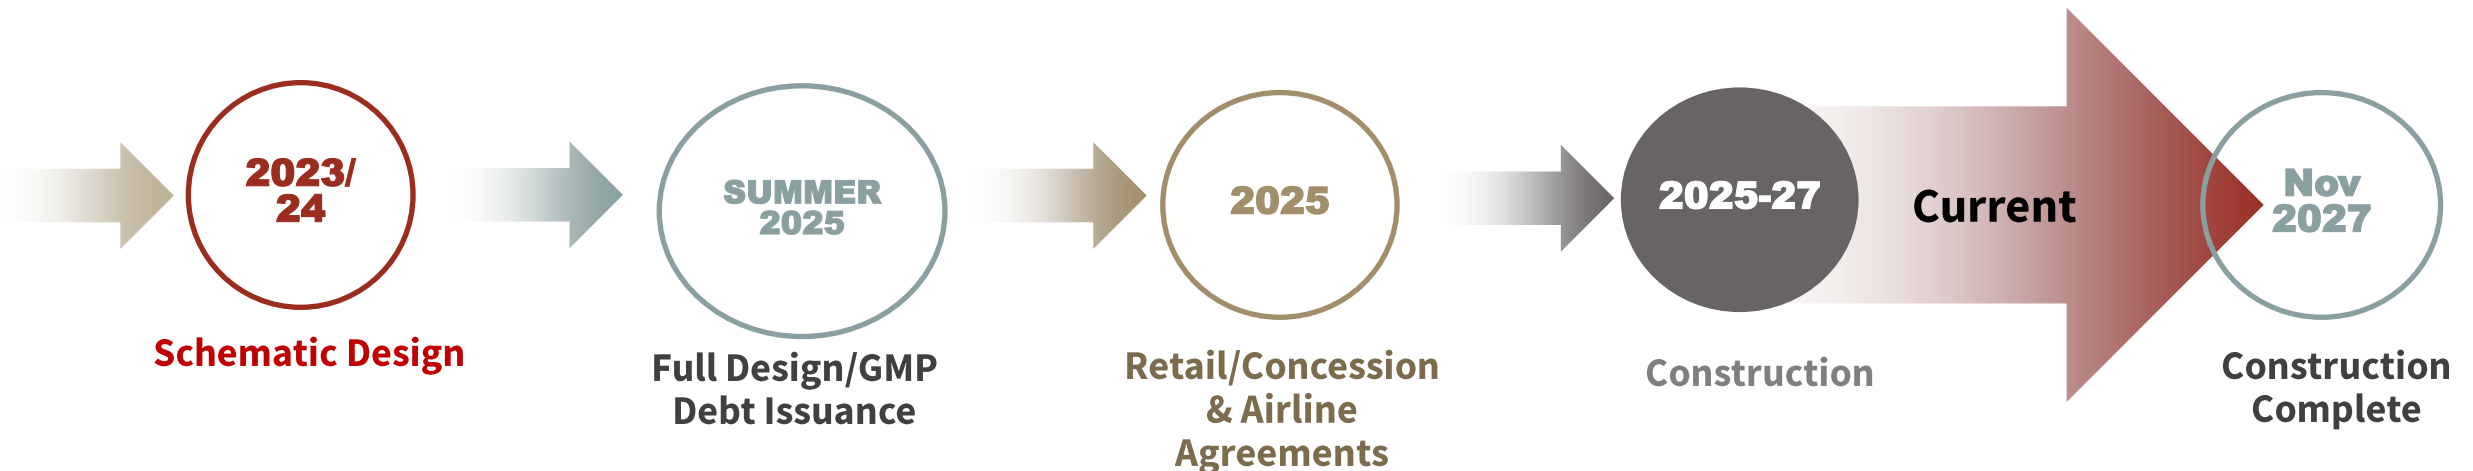 2023/
24
Schematic Design
SUMMER
2025
Full Design/GMP
Debt Issuance
2025
Retail/Concession
& Airline
Agreements
2025-27
Construction
Current
Nov
2027
Construction
Complete